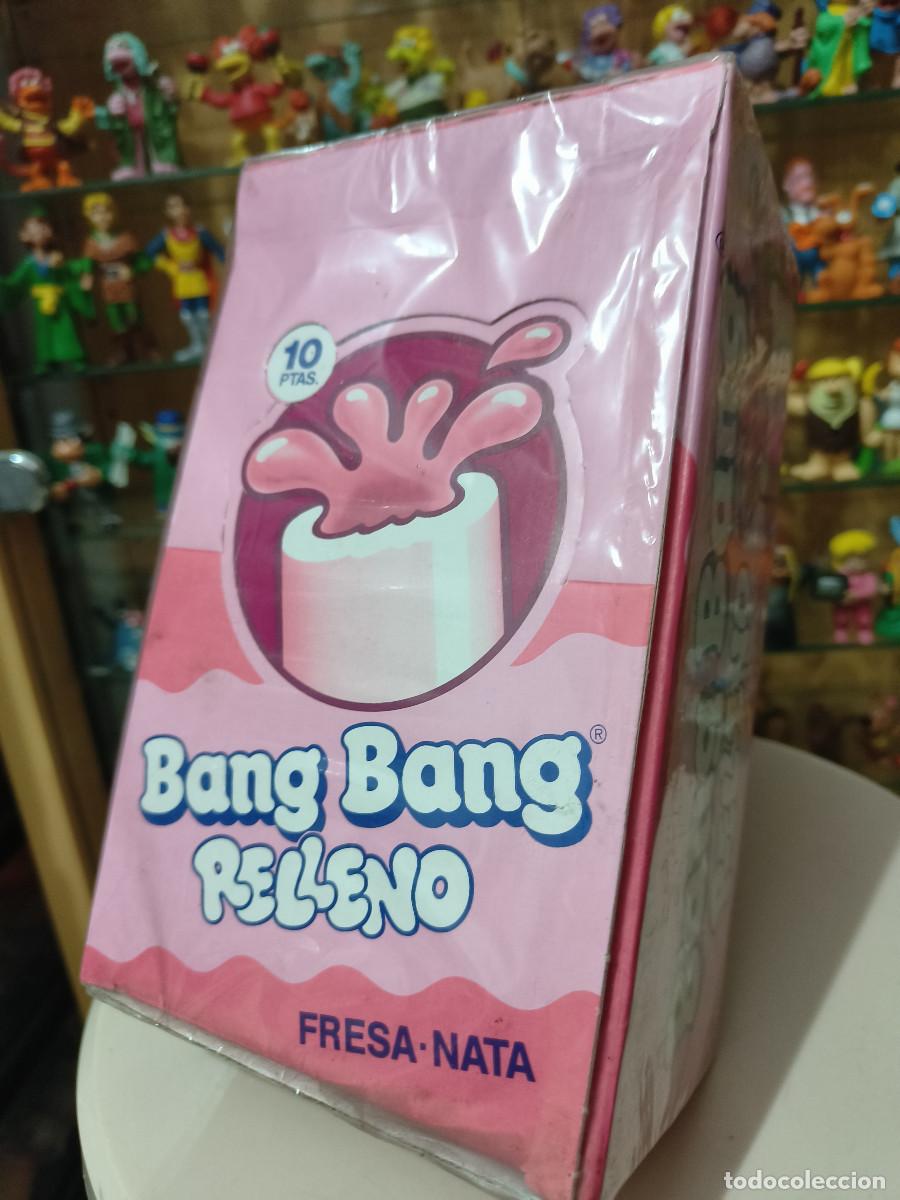 10
PTAS.
Bang Bang®
RELLENO
FRESA·NATA
todocoleccion